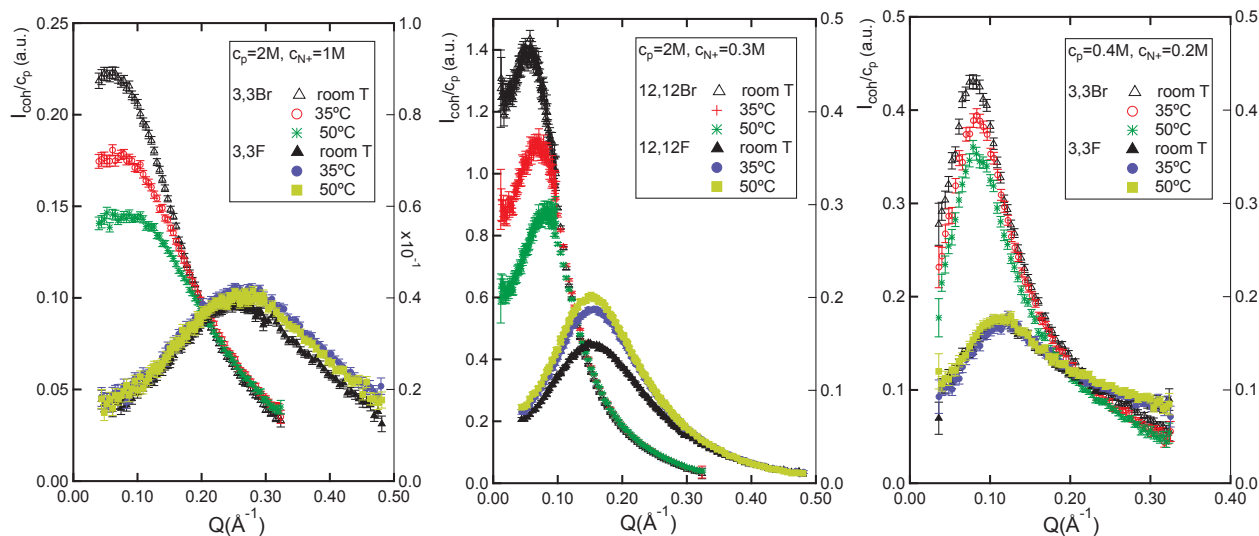 I_coh/c_p (a.u.)
0.25
0.20
0.15
0.10
0.05
0.00
0.00 0.10 0.20 0.30 0.40 0.50
Q(Å⁻¹)
1.0
0.8
0.6
0.4
0.2
0.0
x10⁻¹
c_p=2M, c_N+=1M
3,3Br △ room T
○ 35ºC
✳ 50ºC
3,3F ▲ room T
● 35ºC
■ 50ºC
I_coh/c_p (a.u.)
1.4
1.2
1.0
0.8
0.6
0.4
0.2
0.0
0.00 0.10 0.20 0.30 0.40 0.50
Q(Å⁻¹)
0.5
0.4
0.3
0.2
0.1
0.0
c_p=2M, c_N+=0.3M
12,12Br △ room T
+ 35ºC
✳ 50ºC
12,12F ▲ room T
● 35ºC
■ 50ºC
I_coh/c_p (a.u.)
0.5
0.4
0.3
0.2
0.1
0.0
0.00 0.10 0.20 0.30 0.40
Q(Å⁻¹)
0.5
0.4
0.3
0.2
0.1
0.0
c_p=0.4M, c_N+=0.2M
3,3Br △ room T
○ 35ºC
✳ 50ºC
3,3F ▲ room T
● 35ºC
■ 50ºC